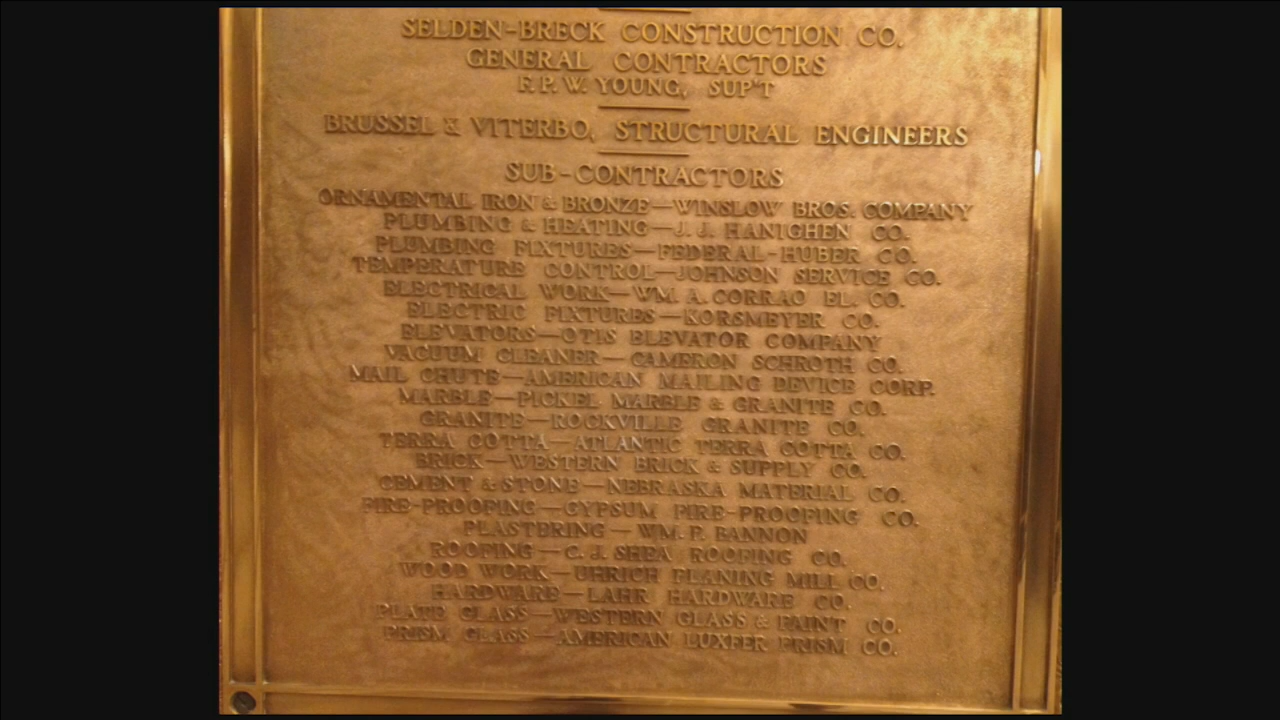 SELDEN-BRECK CONSTRUCTION CO.
GENERAL CONTRACTORS
F. P. W. YOUNG, SUP'T
BRUSSEL & VITERBO, STRUCTURAL ENGINEERS
SUB-CONTRACTORS
ORNAMENTAL IRON & BRONZE—WINSLOW BROS. COMPANY
PLUMBING & HEATING—J. J. HANIGHEN CO.
PLUMBING FIXTURES—FEDERAL-HUBER CO.
TEMPERATURE CONTROL—JOHNSON SERVICE CO.
ELECTRICAL WORK—WM. A. CORRAO EL. CO.
ELECTRIC FIXTURES—KORSMEYER CO.
ELEVATORS—OTIS ELEVATOR COMPANY
VACUUM CLEANER—CAMERON SCHROTH CO.
MAIL CHUTE—AMERICAN MAILING DEVICE CORP.
MARBLE—PICKEL MARBLE & GRANITE CO.
GRANITE—ROCKVILLE GRANITE CO.
TERRA COTTA—ATLANTIC TERRA COTTA CO.
BRICK—WESTERN BRICK & SUPPLY CO.
CEMENT & STONE—NEBRASKA MATERIAL CO.
FIRE-PROOFING—GYPSUM FIRE-PROOFING CO.
PLASTERING—WM. P. BANNON
ROOFING—C. J. SHEA ROOFING CO.
WOOD WORK—UHRICH PLANING MILL CO.
HARDWARE—LAHR HARDWARE CO.
PLATE GLASS—WESTERN GLASS & PAINT CO.
PRISM GLASS—AMERICAN LUXFER PRISM CO.